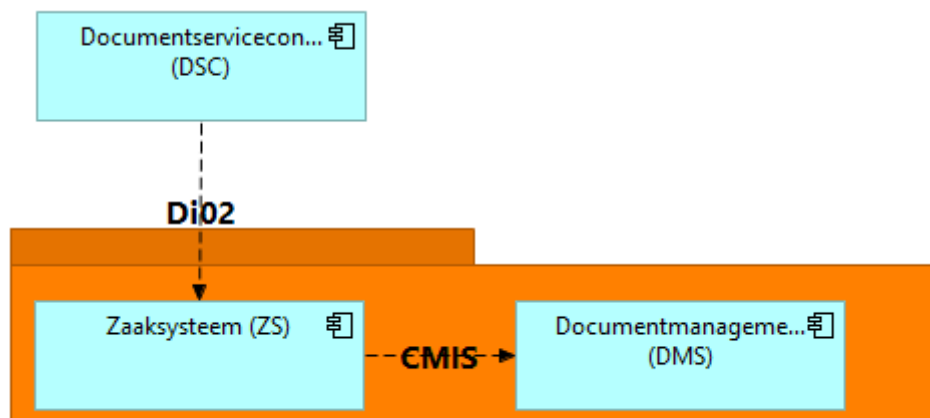 Documentservicecon...
(DSC)
Di02
Zaaksysteem (ZS)
CMIS
Documentmanageme...
(DMS)